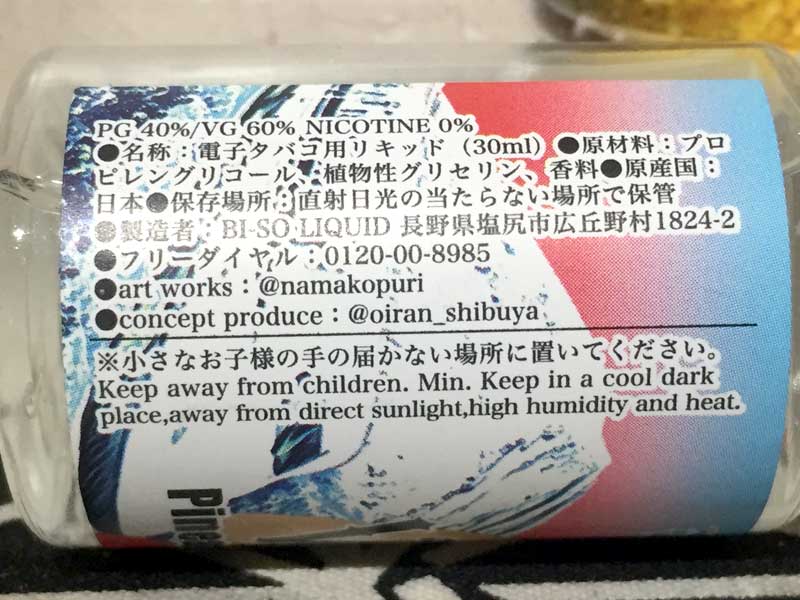 PG 40%/VG 60% NICOTINE 0%
●名称：電子タバコ用リキッド（30ml）●原材料：プロ
ピレングリコール、植物性グリセリン、香料●原産国：
日本●保存場所：直射日光の当たらない場所で保管
●製造者：BI-SO LIQUID 長野県塩尻市広丘野村1824-2
●フリーダイヤル：0120-00-8985
●art works：@namakopuri
●concept produce：@oiran_shibuya
※小さなお子様の手の届かない場所に置いてください。
Keep away from children. Min. Keep in a cool dark
place,away from direct sunlight,high humidity and heat.